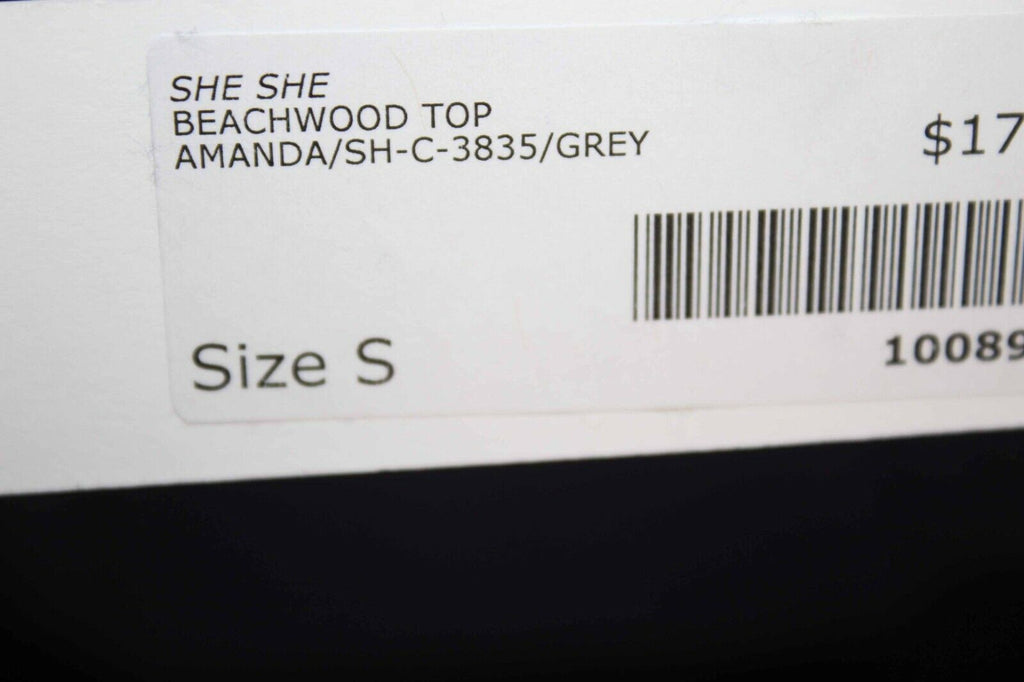 SHE SHE
BEACHWOOD TOP
AMANDA/SH-C-3835/GREY
$17
10089
Size S